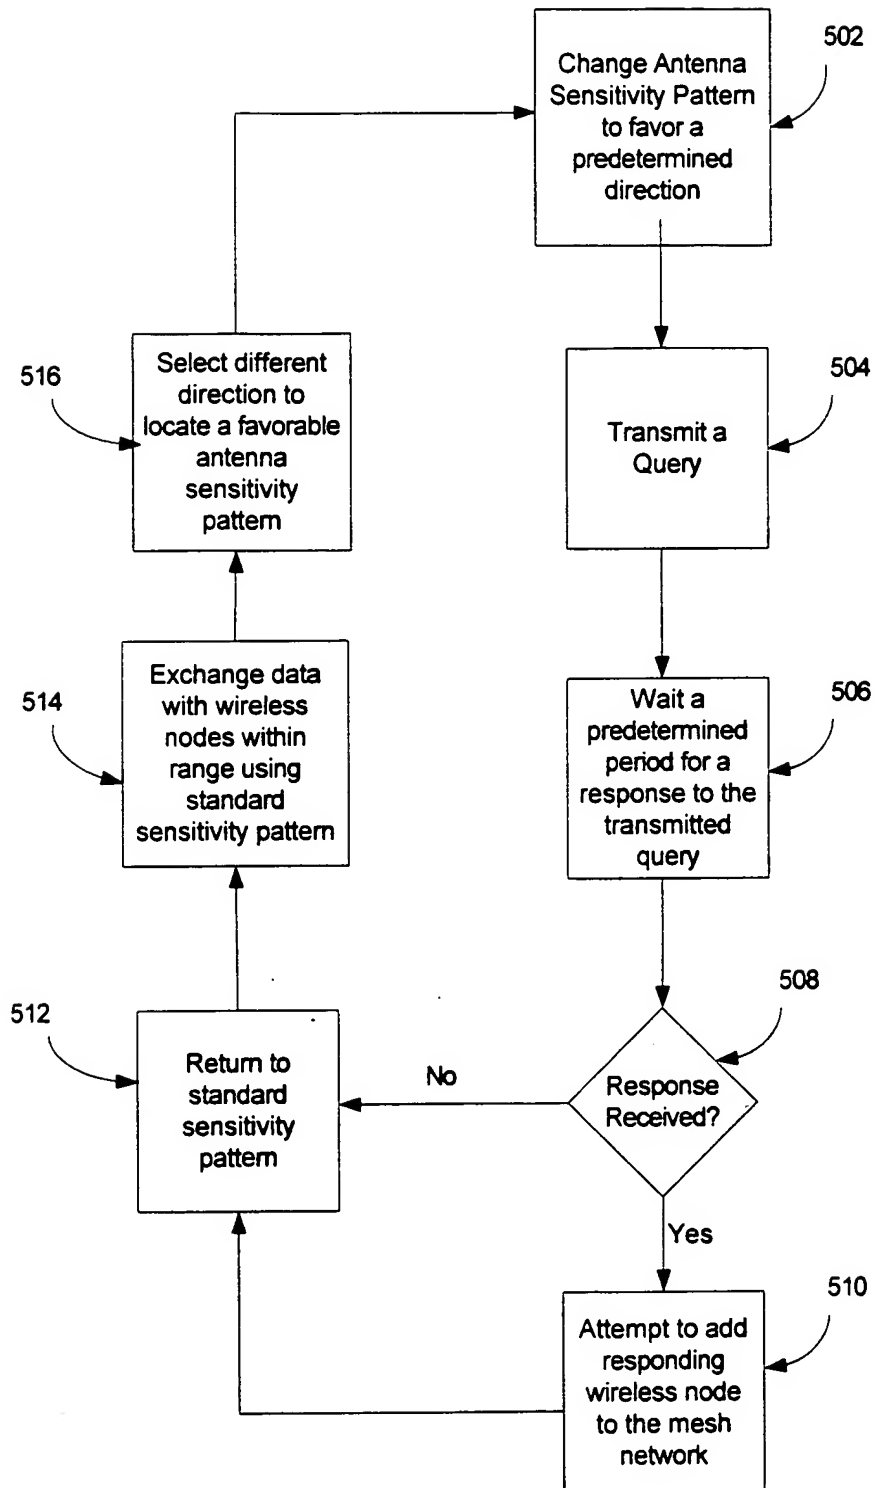 502
Change Antenna
Sensitivity Pattern
to favor a
predetermined
direction
516
Select different
direction to
locate a favorable
antenna
sensitivity
pattern
504
Transmit a
Query
514
Exchange data
with wireless
nodes within
range using
standard
sensitivity pattern
506
Wait a
predetermined
period for a
response to the
transmitted
query
508
Response
Received?
No
Yes
512
Return to
standard
sensitivity
pattern
510
Attempt to add
responding
wireless node
to the mesh
network